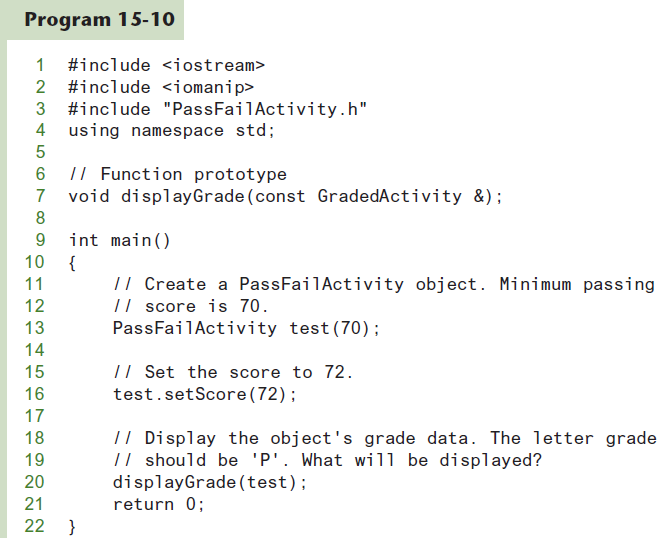 Program 15-10
1 #include <iostream>
2 #include <iomanip>
3 #include "PassFailActivity.h"
4 using namespace std;
5
6 // Function prototype
7 void displayGrade(const GradedActivity &);
8
9 int main()
10 {
11 // Create a PassFailActivity object. Minimum passing
12 // score is 70.
13 PassFailActivity test(70);
14
15 // Set the score to 72.
16 test.setScore(72);
17
18 // Display the object's grade data. The letter grade
19 // should be 'P'. What will be displayed?
20 displayGrade(test);
21 return 0;
22 }